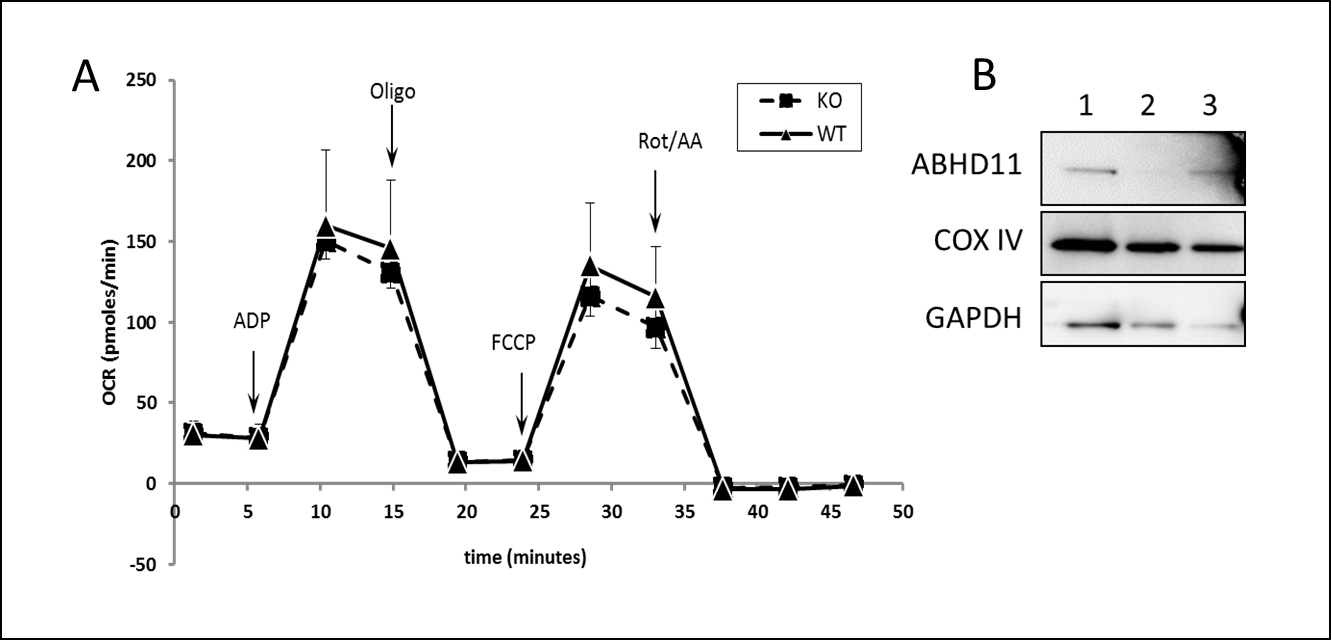 A
B
250
200
150
100
50
0
-50
OCR (pmoles/min)
0 5 10 15 20 25 30 35 40 45 50
time (minutes)
ADP
Oligo
FCCP
Rot/AA
KO
WT
1 2 3
ABHD11
COX IV
GAPDH